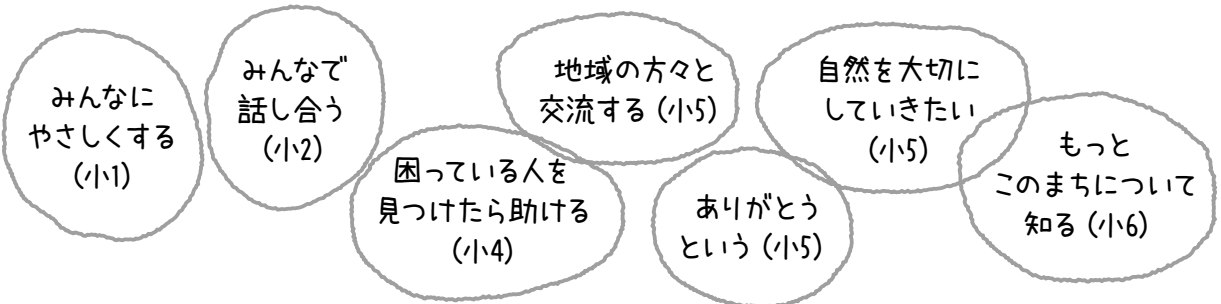 みんなに
やさしくする
(小1)
みんなで
話し合う
(小2)
困っている人を
見つけたら助ける
(小4)
地域の方々と
交流する (小5)
ありがとう
という (小5)
自然を大切に
していきたい
(小5)
もっと
このまちについて
知る (小6)